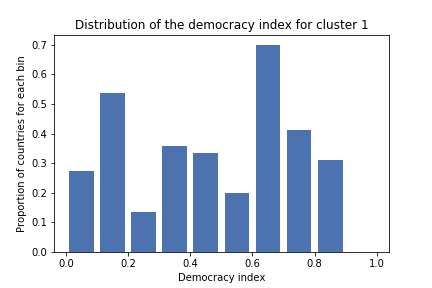 Distribution of the democracy index for cluster 1
Proportion of countries for each bin
0.7
0.6
0.5
0.4
0.3
0.2
0.1
0.0
0.0 0.2 0.4 0.6 0.8 1.0
Democracy index